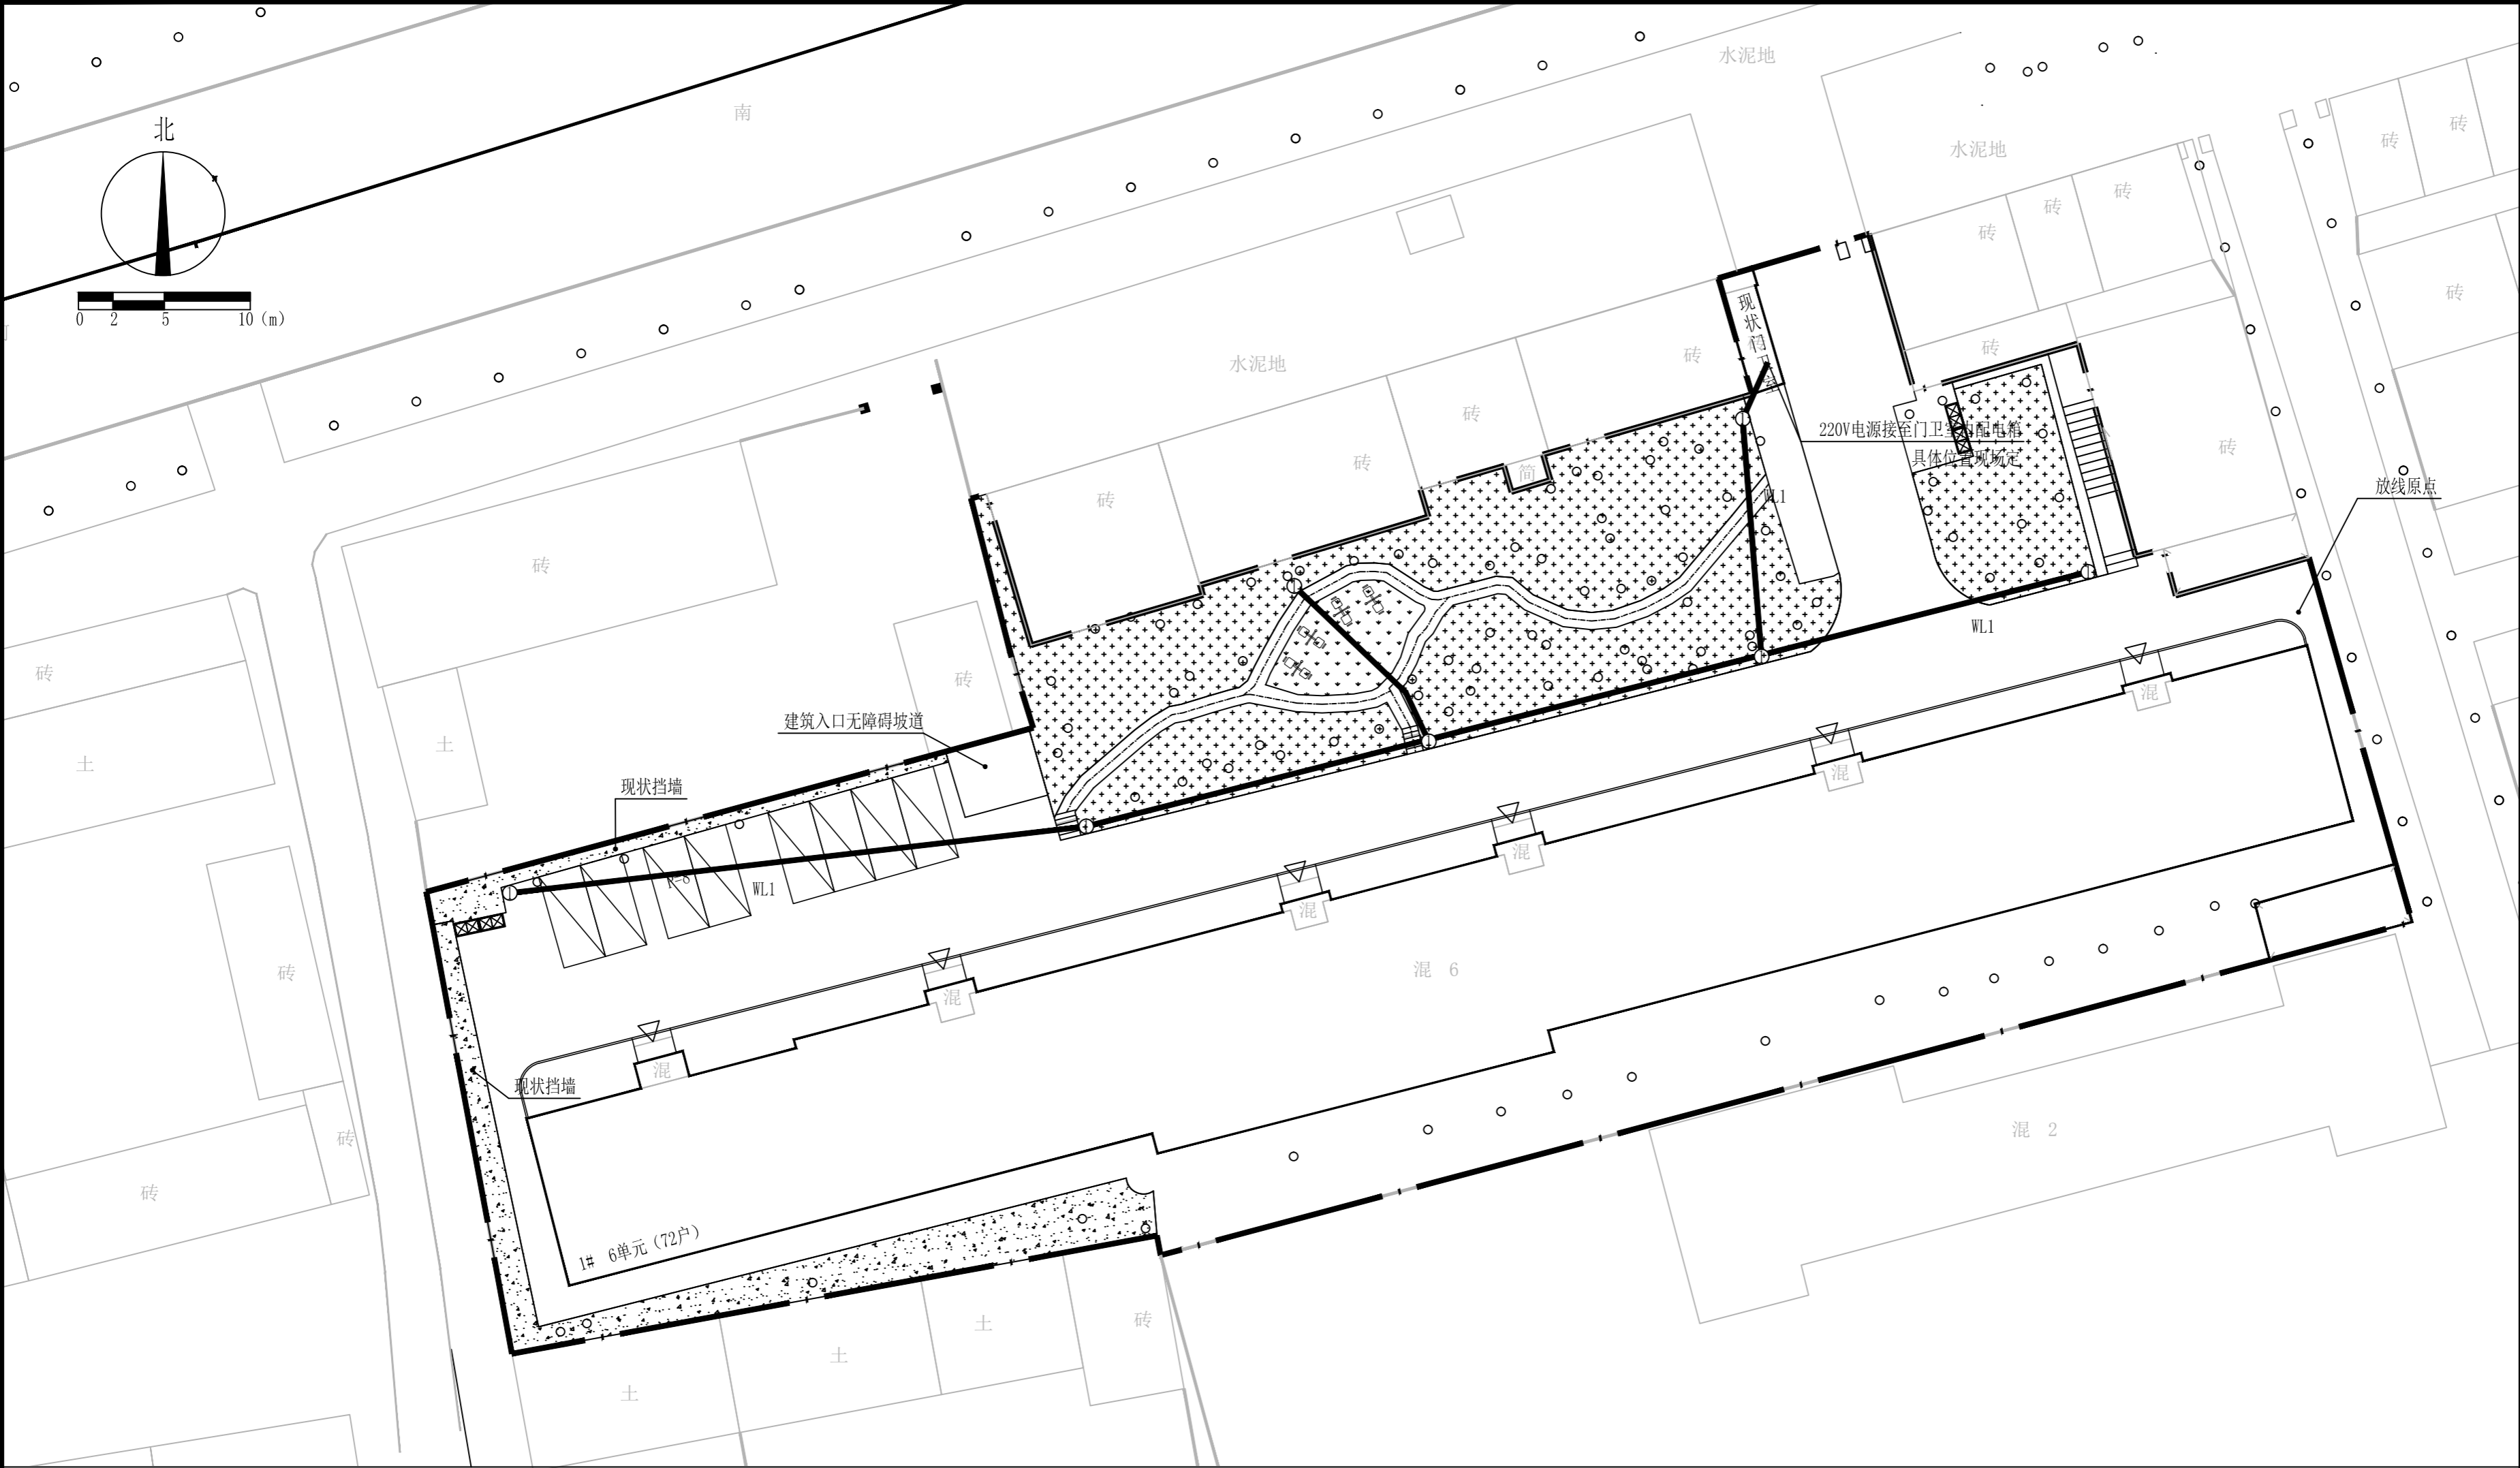 水泥地
南
北
砖
砖
水泥地
砖
砖
砖
0 2 5 10 (m)
砖
现状门卫室
砖
砖
水泥地
砖
220V电源接至门卫室内配电箱
具体位置现场定
砖
砖
简
砖
放线原点
WL1
砖
砖
WL1
砖
砖
混
建筑入口无障碍坡道
土
土
混
现状挡墙
混
P=8
WL1
混
混 6
砖
混
混
现状挡墙
砖
混 2
砖
1# 6单元（72户）
砖
土
土
土